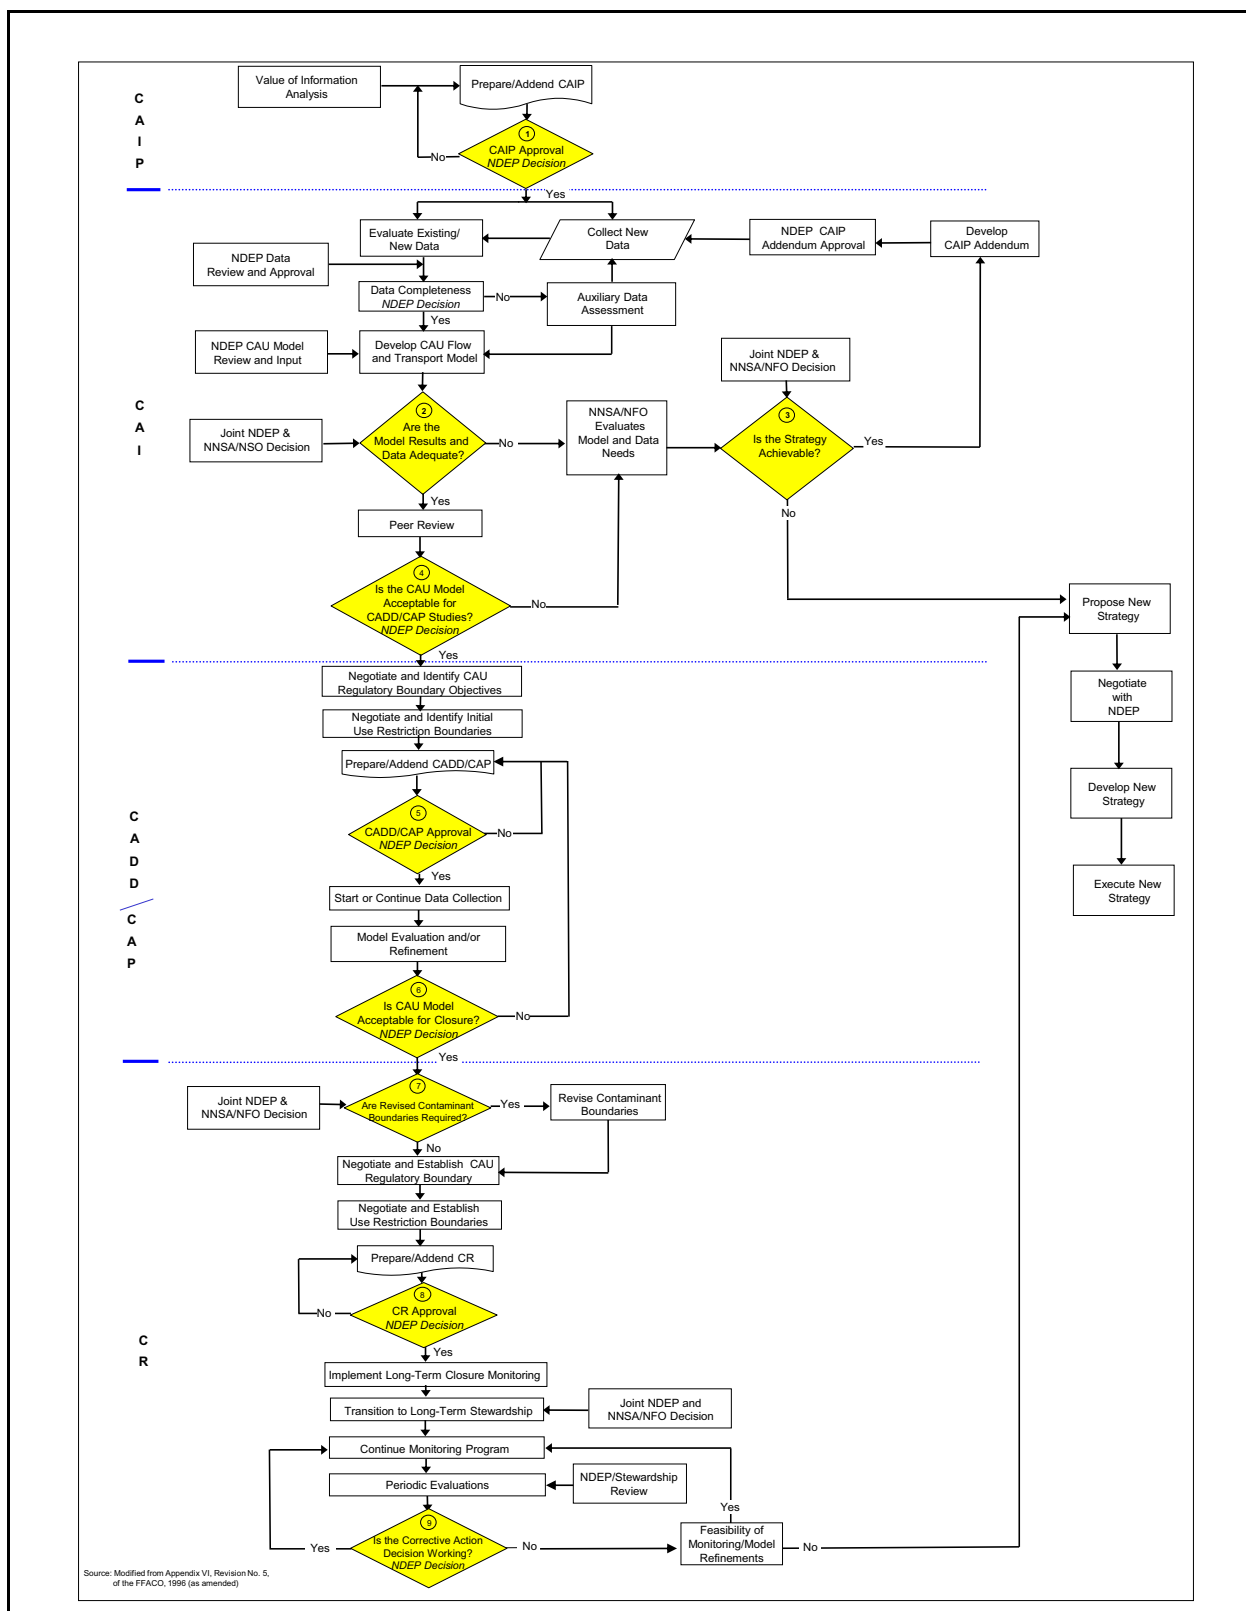 Value of Information
Analysis
Prepare/Addend CAIP
C
A
I
P
1
CAIP Approval
NDEP Decision
No
Yes
Evaluate Existing/
New Data
Collect New
Data
NDEP CAIP
Addendum Approval
Develop
CAIP Addendum
NDEP Data
Review and Approval
Data Completeness
NDEP Decision
No
Auxiliary Data
Assessment
Yes
NDEP CAU Model
Review and Input
Develop CAU Flow
and Transport Model
Joint NDEP &
NNSA/NFO Decision
C
A
I
Joint NDEP &
NNSA/NSO Decision
2
Are the
Model Results and
Data Adequate?
No
NNSA/NFO
Evaluates
Model and Data
Needs
3
Is the Strategy
Achievable?
Yes
No
Yes
Peer Review
4
Is the CAU Model
Acceptable for
CADD/CAP Studies?
NDEP Decision
No
Yes
Propose New
Strategy
Negotiate
with
NDEP
Develop New
Strategy
Execute New
Strategy
Negotiate and Identify CAU
Regulatory Boundary Objectives
Negotiate and Identify Initial
Use Restriction Boundaries
Prepare/Addend CADD/CAP
C
A
D
D
/
C
A
P
5
CADD/CAP Approval
NDEP Decision
No
Yes
Start or Continue Data Collection
Model Evaluation and/or
Refinement
6
Is CAU Model
Acceptable for Closure?
NDEP Decision
No
Yes
Joint NDEP &
NNSA/NFO Decision
7
Are Revised Contaminant
Boundaries Required?
Yes
Revise Contaminant
Boundaries
No
Negotiate and Establish CAU
Regulatory Boundary
Negotiate and Establish
Use Restriction Boundaries
Prepare/Addend CR
8
CR Approval
NDEP Decision
No
Yes
C
R
Implement Long-Term Closure Monitoring
Transition to Long-Term Stewardship
Joint NDEP and
NNSA/NFO Decision
Continue Monitoring Program
Periodic Evaluations
NDEP/Stewardship
Review
Yes
9
Is the Corrective Action
Decision Working?
NDEP Decision
Yes
No
Feasibility of
Monitoring/Model
Refinements
No
Source: Modified from Appendix VI, Revision No. 5,
of the FFACO, 1996 (as amended)